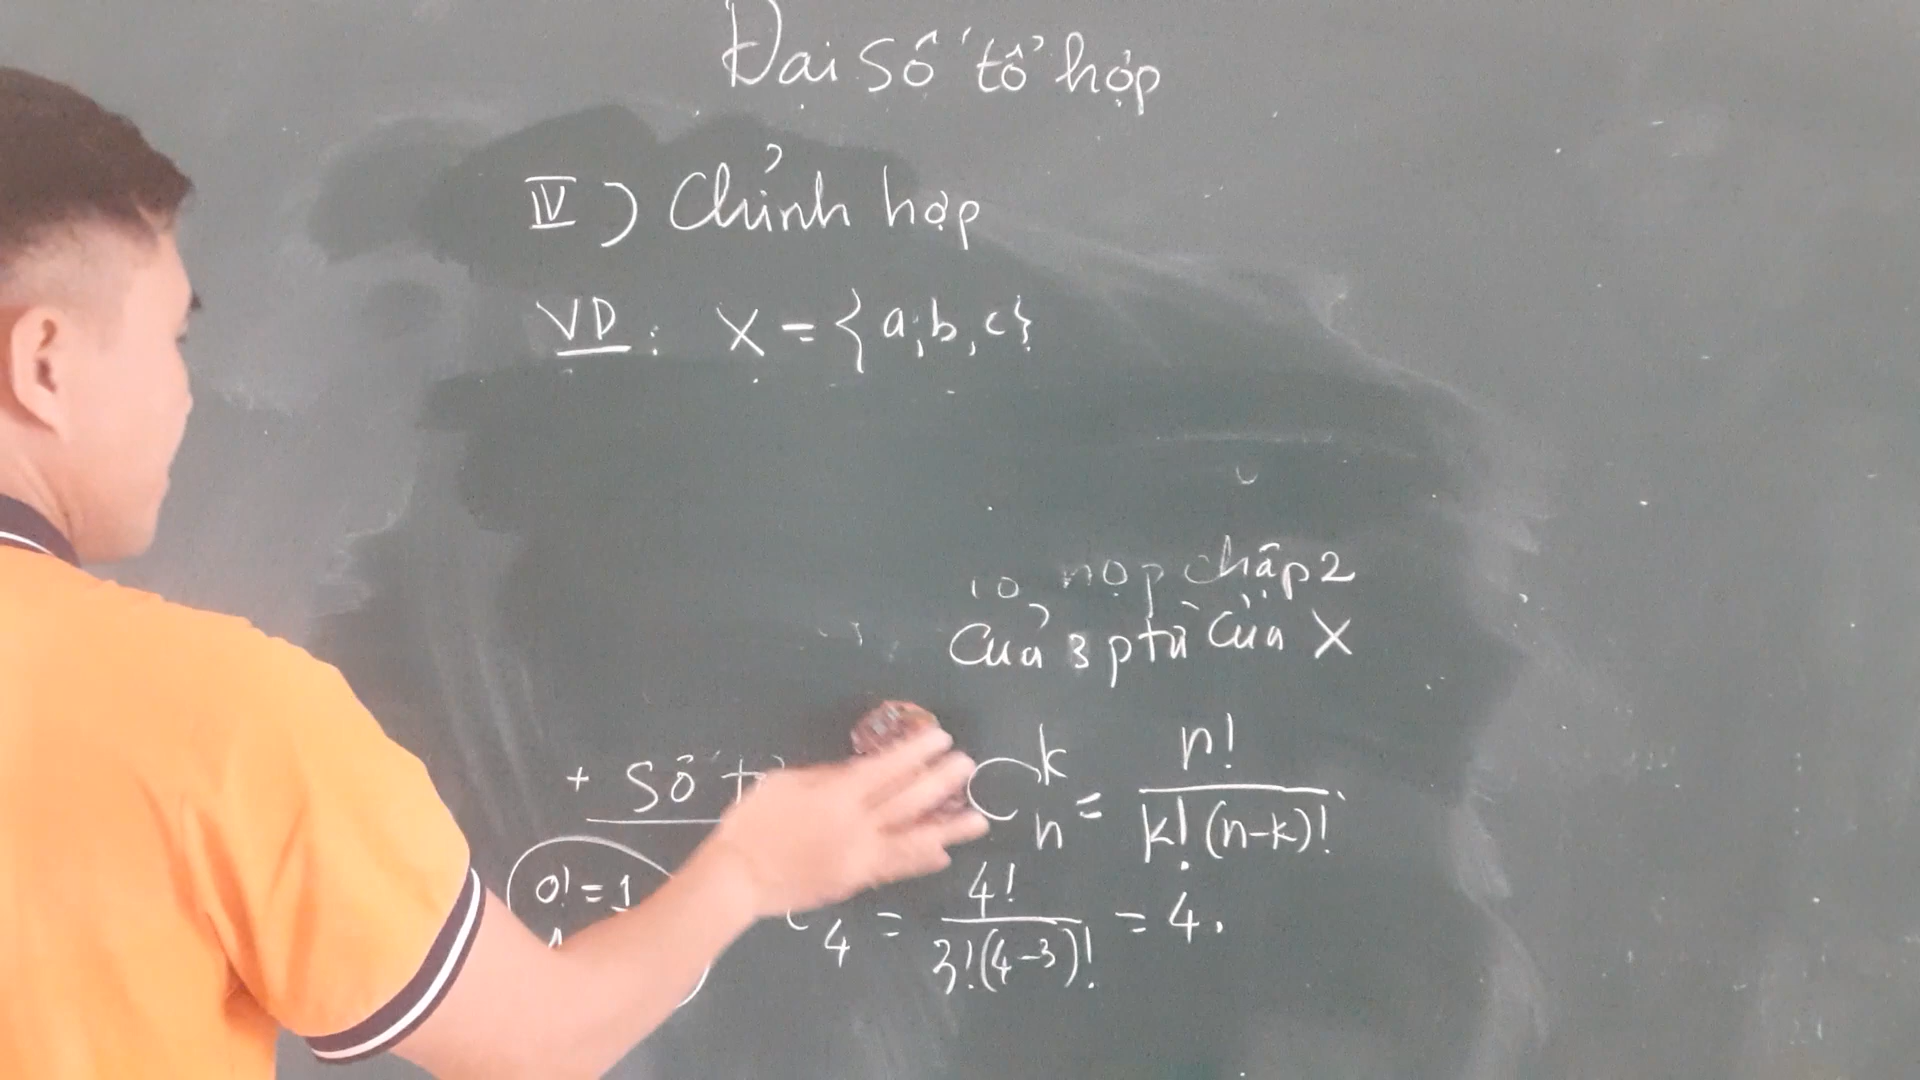 Đại số tổ hợp
IV) Chỉnh hợp
VD: X = {a; b, c}
hợp chập 2
Của 3 ptử của X
+ Số
C_n^k = n! / k!(n-k)!
0! = 1
4 = 4! / 3!(4-3)! = 4.